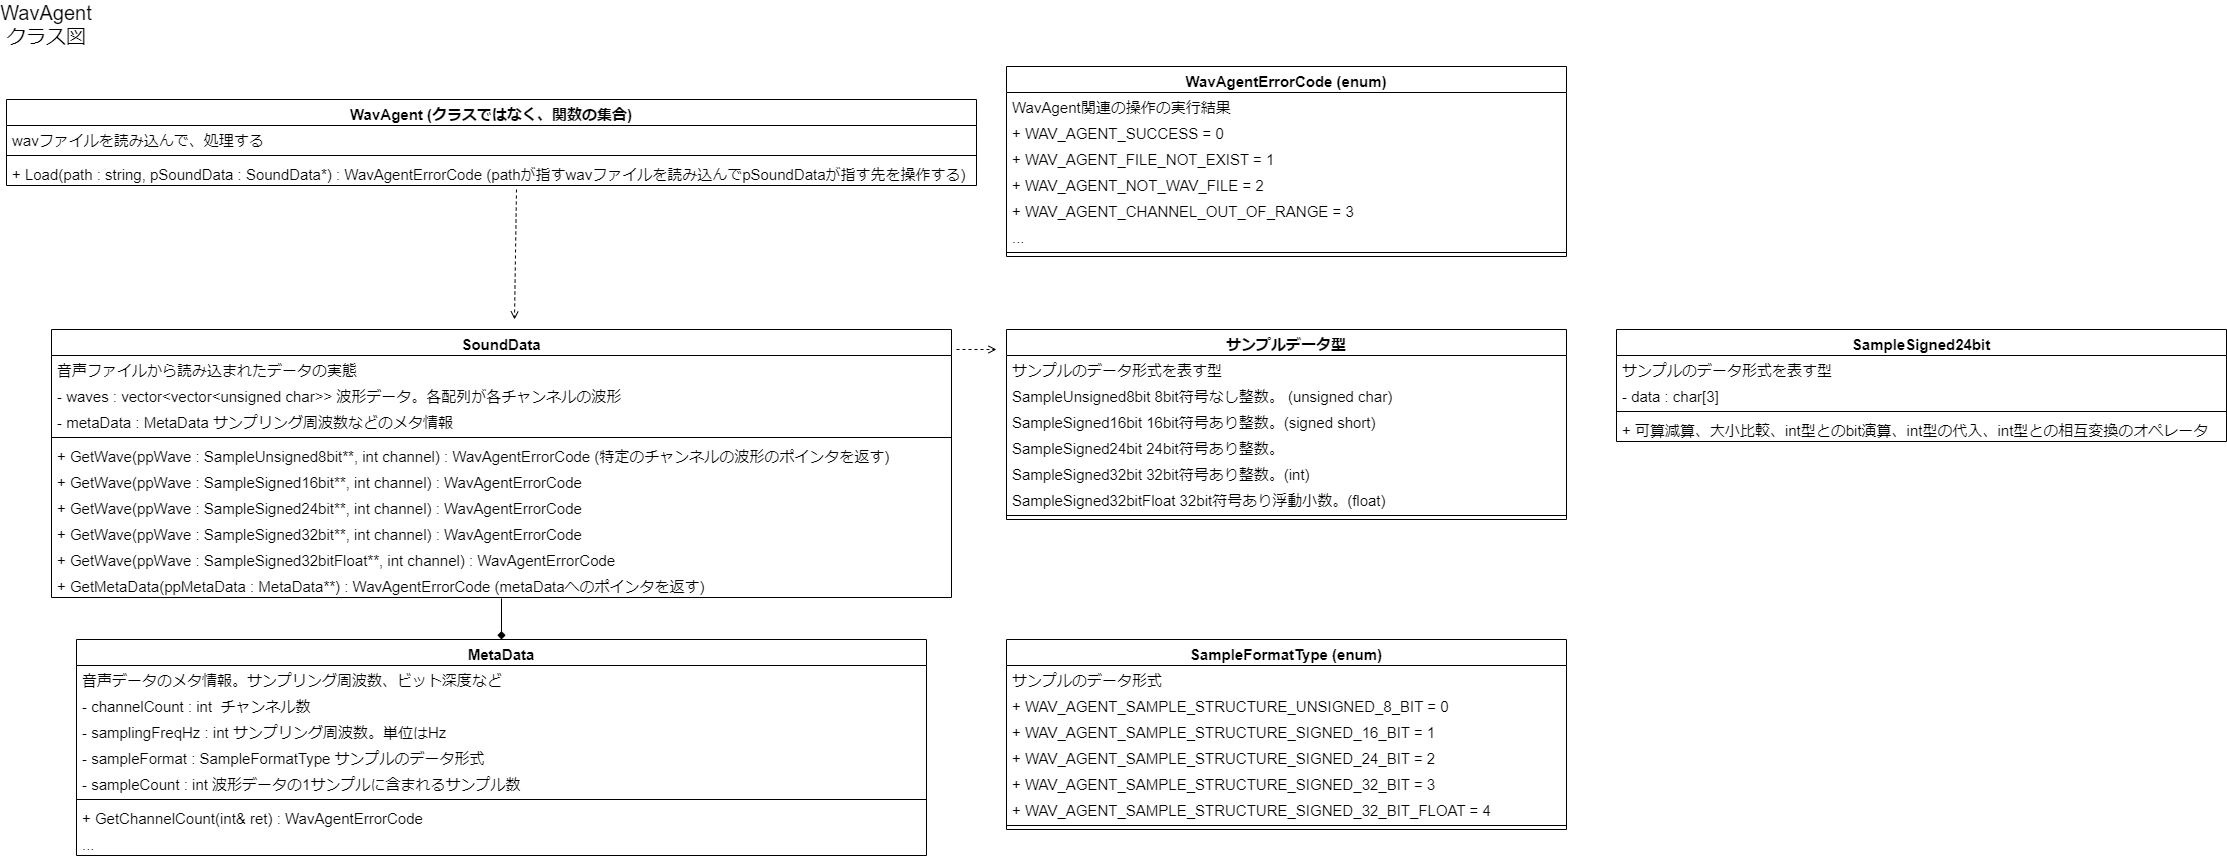 WavAgent
クラス図
WavAgent (クラスではなく、関数の集合)
wavファイルを読み込んで、処理する
+ Load(path : string, pSoundData : SoundData*) : WavAgentErrorCode (pathが指すwavファイルを読み込んでpSoundDataが指す先を操作する)
WavAgentErrorCode (enum)
WavAgent関連の操作の実行結果
+ WAV_AGENT_SUCCESS = 0
+ WAV_AGENT_FILE_NOT_EXIST = 1
+ WAV_AGENT_NOT_WAV_FILE = 2
+ WAV_AGENT_CHANNEL_OUT_OF_RANGE = 3
...
SoundData
音声ファイルから読み込まれたデータの実態
- waves : vector<vector<unsigned char>> 波形データ。各配列が各チャンネルの波形
- metaData : MetaData サンプリング周波数などのメタ情報
+ GetWave(ppWave : SampleUnsigned8bit**, int channel) : WavAgentErrorCode (特定のチャンネルの波形のポインタを返す)
+ GetWave(ppWave : SampleSigned16bit**, int channel) : WavAgentErrorCode
+ GetWave(ppWave : SampleSigned24bit**, int channel) : WavAgentErrorCode
+ GetWave(ppWave : SampleSigned32bit**, int channel) : WavAgentErrorCode
+ GetWave(ppWave : SampleSigned32bitFloat**, int channel) : WavAgentErrorCode
+ GetMetaData(ppMetaData : MetaData**) : WavAgentErrorCode (metaDataへのポインタを返す)
サンプルデータ型
サンプルのデータ形式を表す型
SampleUnsigned8bit 8bit符号なし整数。 (unsigned char)
SampleSigned16bit 16bit符号あり整数。(signed short)
SampleSigned24bit 24bit符号あり整数。
SampleSigned32bit 32bit符号あり整数。(int)
SampleSigned32bitFloat 32bit符号あり浮動小数。(float)
SampleSigned24bit
サンプルのデータ形式を表す型
- data : char[3]
+ 可算減算、大小比較、int型とのbit演算、int型の代入、int型との相互変換のオペレータ
MetaData
音声データのメタ情報。サンプリング周波数、ビット深度など
- channelCount : int  チャンネル数
- samplingFreqHz : int サンプリング周波数。単位はHz
- sampleFormat : SampleFormatType サンプルのデータ形式
- sampleCount : int 波形データの1サンプルに含まれるサンプル数
+ GetChannelCount(int& ret) : WavAgentErrorCode
...
SampleFormatType (enum)
サンプルのデータ形式
+ WAV_AGENT_SAMPLE_STRUCTURE_UNSIGNED_8_BIT = 0
+ WAV_AGENT_SAMPLE_STRUCTURE_SIGNED_16_BIT = 1
+ WAV_AGENT_SAMPLE_STRUCTURE_SIGNED_24_BIT = 2
+ WAV_AGENT_SAMPLE_STRUCTURE_SIGNED_32_BIT = 3
+ WAV_AGENT_SAMPLE_STRUCTURE_SIGNED_32_BIT_FLOAT = 4